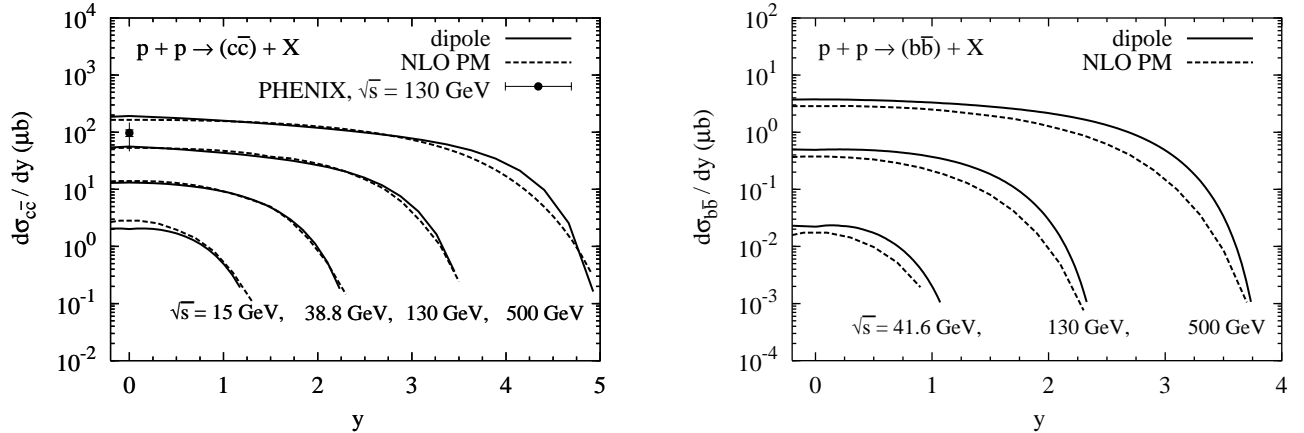 p + p → (cc̅) + X
dipole
NLO PM
PHENIX, √s = 130 GeV
dσcc̅ / dy (μb)
10^4
10^3
10^2
10^1
10^0
10^-1
10^-2
√s = 15 GeV, 38.8 GeV, 130 GeV, 500 GeV
0 1 2 3 4 5
y
p + p → (bb̅) + X
dipole
NLO PM
dσbb̅ / dy (μb)
10^2
10^1
10^0
10^-1
10^-2
10^-3
10^-4
√s = 41.6 GeV, 130 GeV, 500 GeV
0 1 2 3 4
y